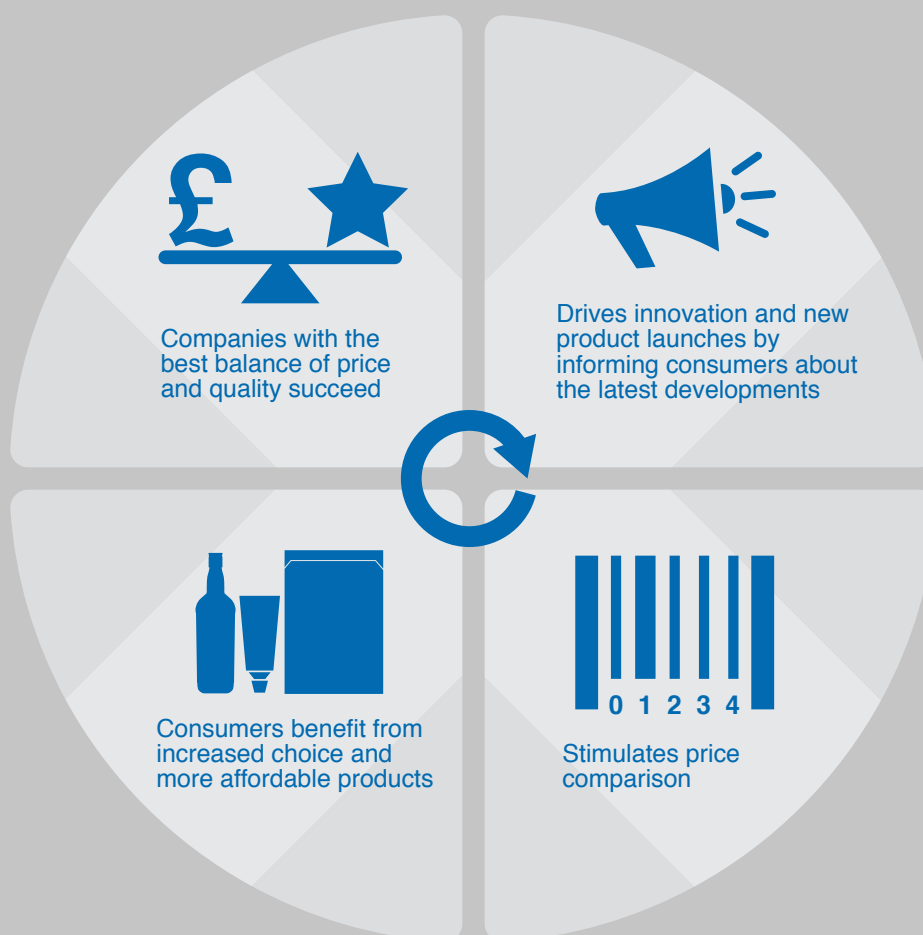 £
Companies with the
best balance of price
and quality succeed
Drives innovation and new
product launches by
informing consumers about
the latest developments
Consumers benefit from
increased choice and
more affordable products
0 1 2 3 4
Stimulates price
comparison